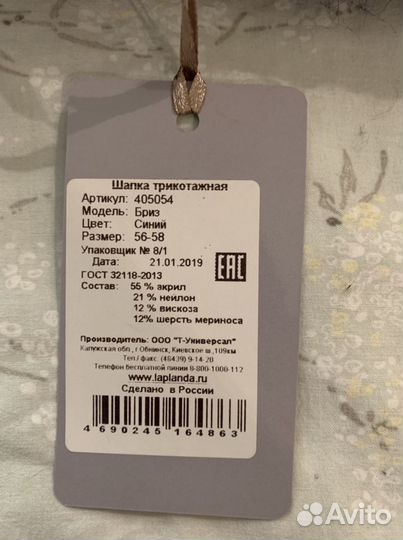 Шапка трикотажная
Артикул: 405054
Модель: Бриз
Цвет: Синий
Размер: 56-58
Упаковщик № 8/1
Дата: 21.01.2019
ЕАС
ГОСТ 32118-2013
Состав: 55 % акрил
21 % нейлон
12 % вискоза
12% шерсть мериноса
Производитель: ООО "Т-Универсал"
Калужская обл., г Обнинск, Киевское ш.,109км
Тел./ факс. (48439) 9-14-20
Телефон бесплатной линии 8-800-1000-112
www.laplanda.ru
Сделано в России
4 690245 164863
Avito